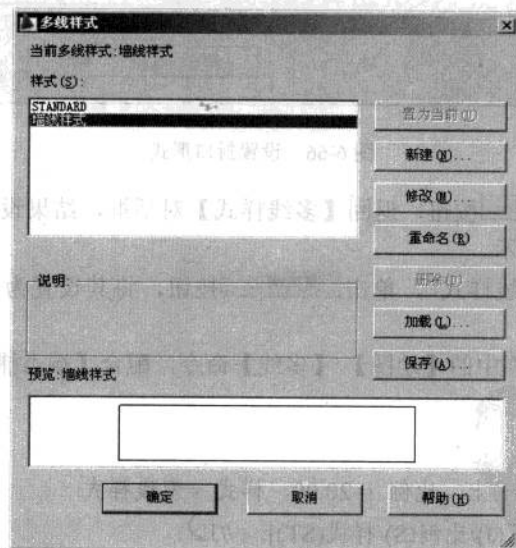 多线样式
当前多线样式:墙线样式
样式(S):
STANDARD
墙线样式
置为当前(U)
新建(N)...
修改(M)...
重命名(R)
删除(D)
加载(L)...
保存(A)...
说明
预览:墙线样式
确定
取消
帮助(H)